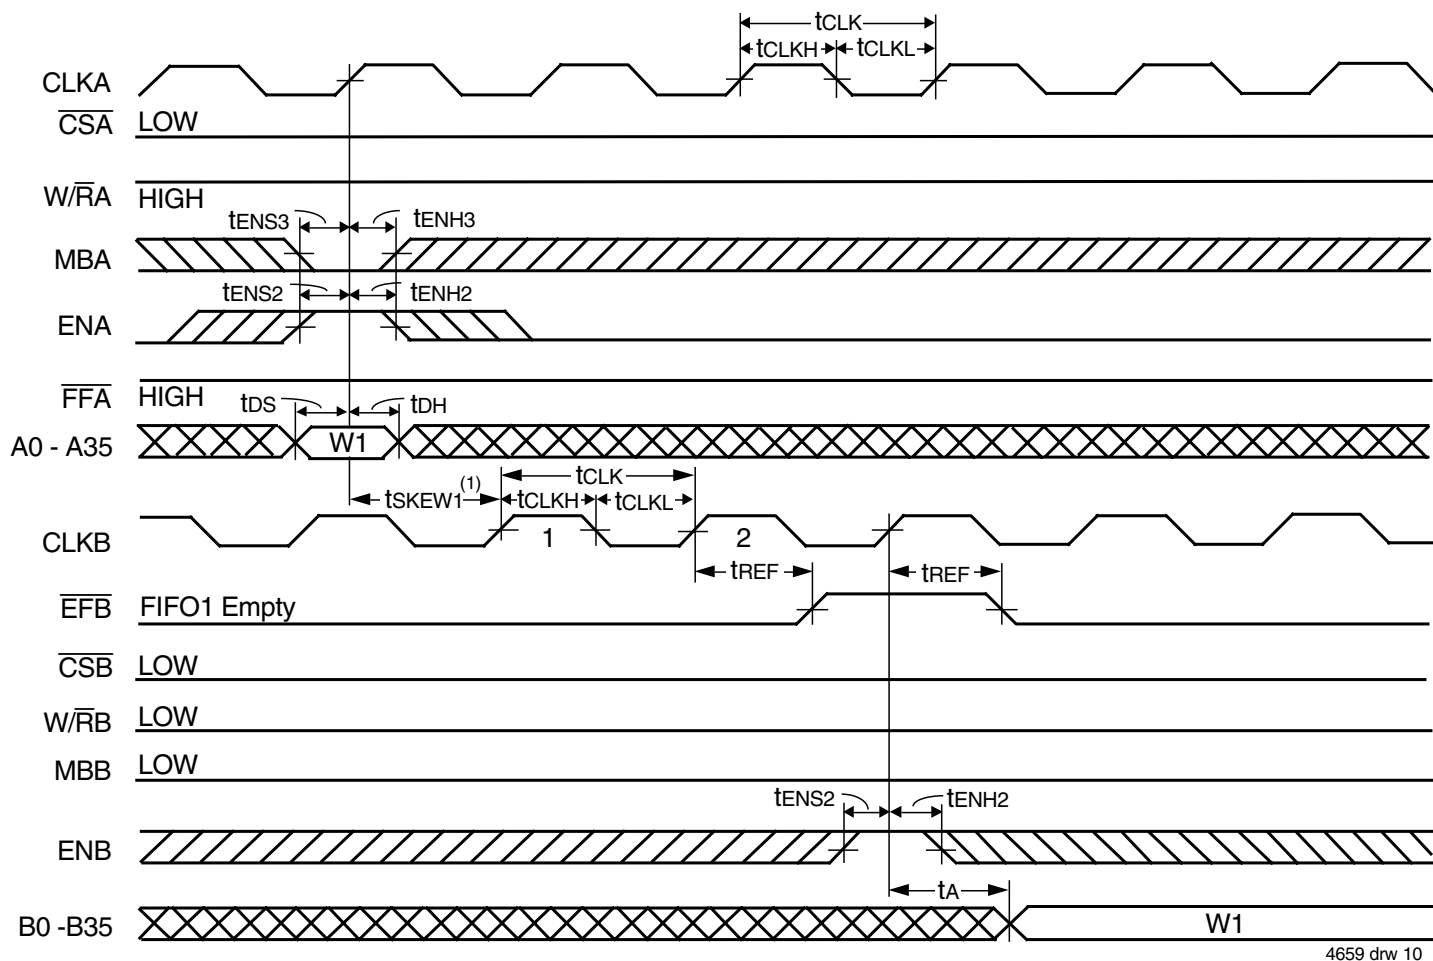 tCLK
tCLKH tCLKL
CLKA
CSA LOW
W/RA HIGH
tENS3 tENH3
MBA
tENS2 tENH2
ENA
FFA HIGH
tDS tDH
A0 - A35 W1
tCLK
tSKEW1(1) tCLKH tCLKL
CLKB 1 2
tREF tREF
EFB FIFO1 Empty
CSB LOW
W/RB LOW
MBB LOW
tENS2 tENH2
ENB
tA
B0 -B35 W1
4659 drw 10